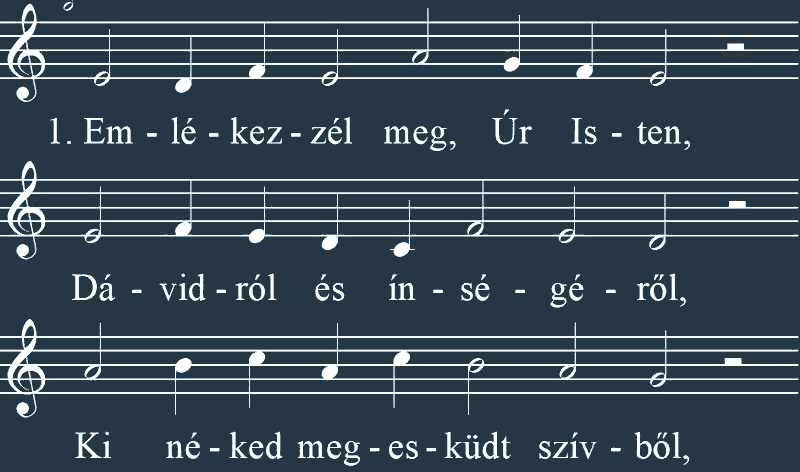 1. Em - lé - kez - zél meg, Úr Is - ten,
Dá - vid - ról és ín - sé - gé - ről,
Ki né - ked meg - es - küdt szív - ből,